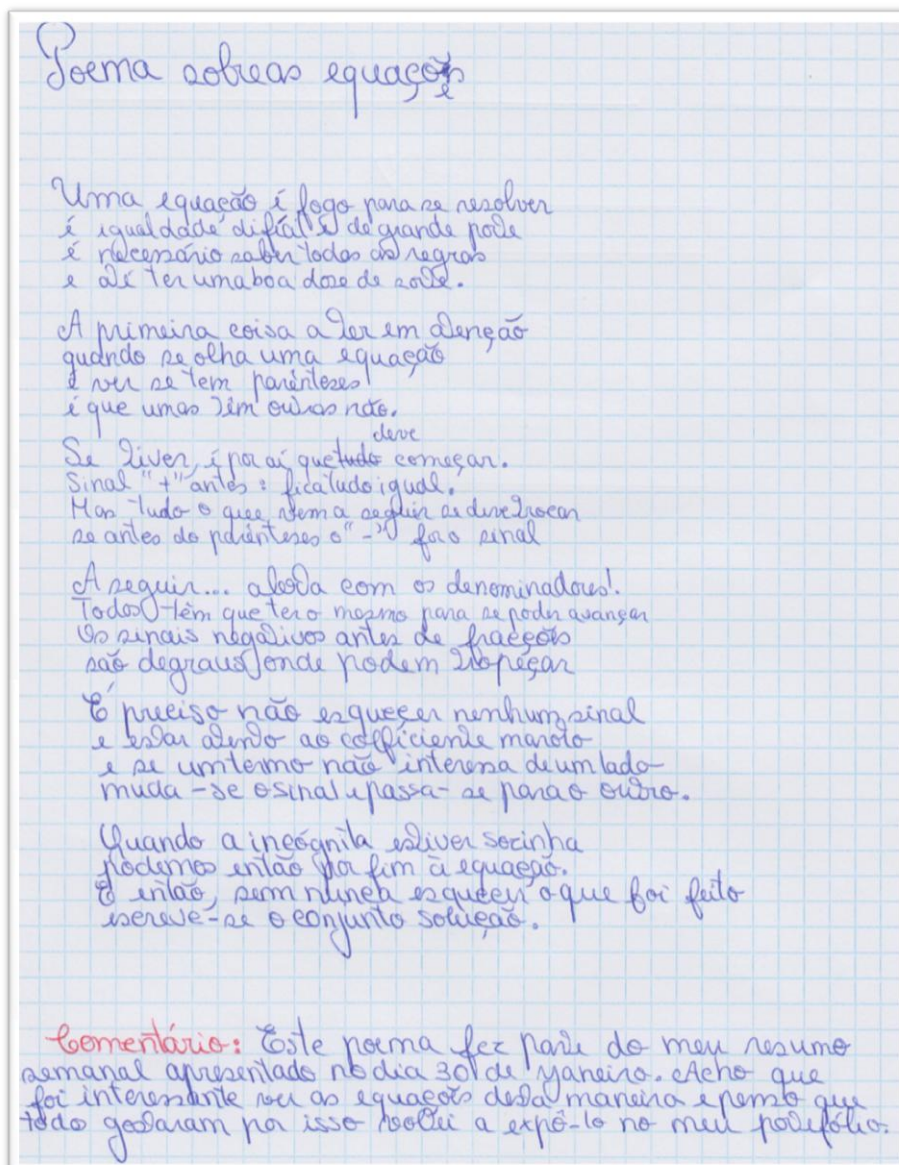 Poema sobre as equações
Uma equação é fogo para se resolver
é igualdade difícil e de grande porte
é necessário saber todas as regras
e até ter uma boa dose de sorte.
A primeira coisa a ter em atenção
quando se olha uma equação
é ver se tem parênteses
é que umas têm outras não.
Se tiver, é por aí que tudo deve começar.
Sinal "+" antes: fica tudo igual.
Mas tudo o que vem a seguir se deve trocar
se antes do parênteses o "-" for o sinal
A seguir... alerta com os denominadores!
Todos têm que ter o mesmo para se poder avançar
Os sinais negativos antes de fracções
são degraus onde podem tropeçar
É preciso não esquecer nenhum sinal
e estar atento ao coeficiente maroto
e se um termo não interessa de um lado
muda-se o sinal e passa-se para o outro.
Quando a incógnita estiver sozinha
podemos então por fim à equação.
E então, sem nunca esquecer o que foi feito
escreve-se o conjunto solução.
Comentário: Este poema fez parte do meu resumo
semanal apresentado no dia 30 de Janeiro. Acho que
foi interessante ver as equações desta maneira e penso que
todo gostaram por isso voltei a expô-lo no meu portefólio.